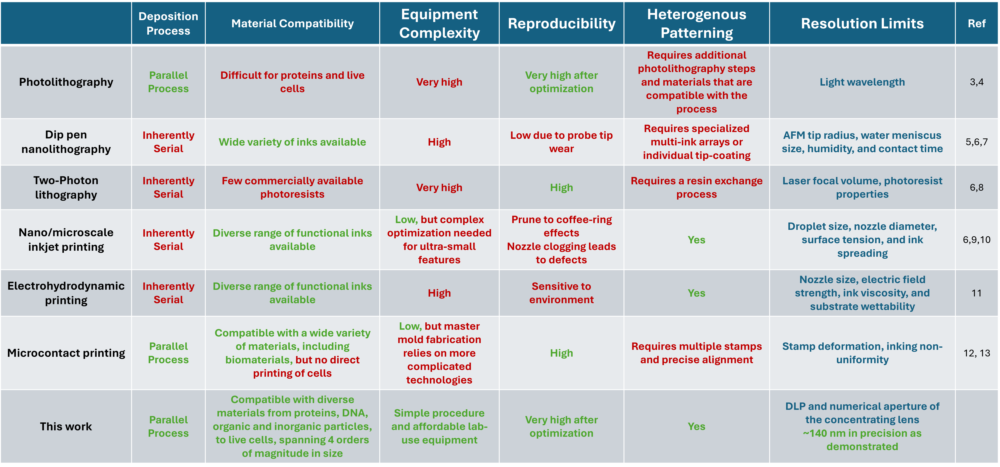 Deposition
Process
Material Compatibility
Equipment
Complexity
Reproducibility
Heterogenous
Patterning
Resolution Limits
Ref
Photolithography
Parallel
Process
Difficult for proteins and live
cells
Very high
Very high after
optimization
Requires additional
photolithography steps
and materials that are
compatible with the
process
Light wavelength
3,4
Dip pen
nanolithography
Inherently
Serial
Wide variety of inks available
High
Low due to probe tip
wear
Requires specialized
multi-ink arrays or
individual tip-coating
AFM tip radius, water meniscus
size, humidity, and contact time
5,6,7
Two-Photon
lithography
Inherently
Serial
Few commercially available
photoresists
Very high
High
Requires a resin exchange
process
Laser focal volume, photoresist
properties
6,8
Nano/microscale
inkjet printing
Inherently
Serial
Diverse range of functional inks
available
Low, but complex
optimization needed
for ultra-small
features
Prune to coffee-ring
effects
Nozzle clogging leads
to defects
Yes
Droplet size, nozzle diameter,
surface tension, and ink
spreading
6,9,10
Electrohydrodynamic
printing
Inherently
Serial
Diverse range of functional inks
available
High
Sensitive to
environment
Yes
Nozzle size, electric field
strength, ink viscosity, and
substrate wettability
11
Microcontact printing
Parallel
Process
Compatible with a wide variety
of materials, including
biomaterials, but no direct
printing of cells
Low, but master
mold fabrication
relies on more
complicated
technologies
High
Requires multiple stamps
and precise alignment
Stamp deformation, inking non-
uniformity
12, 13
This work
Parallel
Process
Compatible with diverse
materials from proteins, DNA,
organic and inorganic particles,
to live cells, spanning 4 orders
of magnitude in size
Simple procedure
and affordable lab-
use equipment
Very high after
optimization
Yes
DLP and numerical aperture of
the concentrating lens
~140 nm in precision as
demonstrated